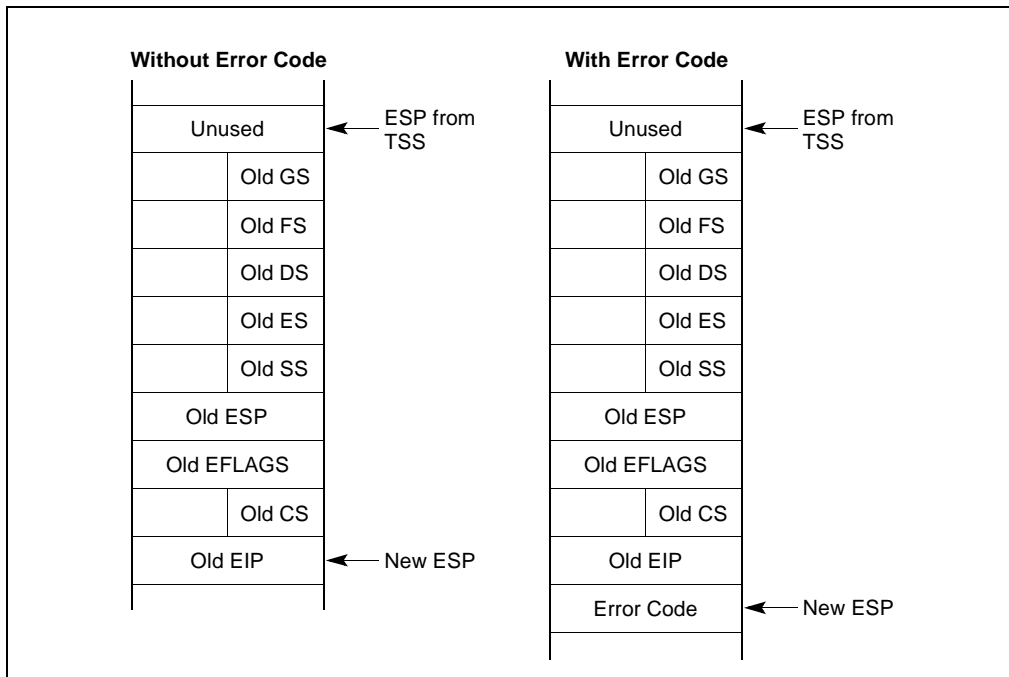 Without Error Code
Unused
ESP from
TSS
Old GS
Old FS
Old DS
Old ES
Old SS
Old ESP
Old EFLAGS
Old CS
Old EIP
New ESP
With Error Code
Unused
ESP from
TSS
Old GS
Old FS
Old DS
Old ES
Old SS
Old ESP
Old EFLAGS
Old CS
Old EIP
Error Code
New ESP